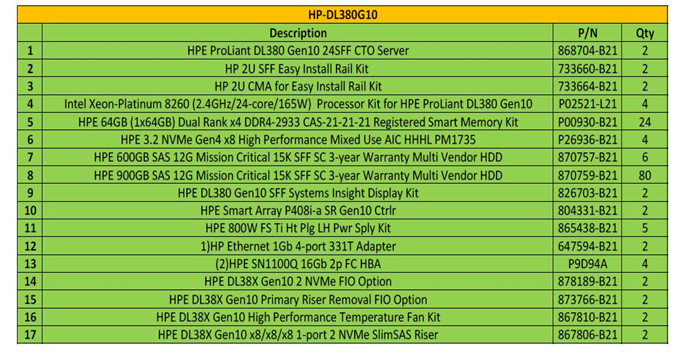 HP-DL380G10
Description P/N Qty
1 HPE ProLiant DL380 Gen10 24SFF CTO Server 868704-B21 2
2 HP 2U SFF Easy Install Rail Kit 733660-B21 2
3 HP 2U CMA for Easy Install Rail Kit 733664-B21 2
4 Intel Xeon-Platinum 8260 (2.4GHz/24-core/165W) Processor Kit for HPE ProLiant DL380 Gen10 P02521-L21 4
5 HPE 64GB (1x64GB) Dual Rank x4 DDR4-2933 CAS-21-21-21 Registered Smart Memory Kit P00930-B21 24
6 HPE 3.2 NVMe Gen4 x8 High Performance Mixed Use AIC HHHL PM1735 P26936-B21 4
7 HPE 600GB SAS 12G Mission Critical 15K SFF SC 3-year Warranty Multi Vendor HDD 870757-B21 6
8 HPE 900GB SAS 12G Mission Critical 15K SFF SC 3-year Warranty Multi Vendor HDD 870759-B21 80
9 HPE DL380 Gen10 SFF Systems Insight Display Kit 826703-B21 2
10 HPE Smart Array P408i-a SR Gen10 Ctrlr 804331-B21 2
11 HPE 800W FS Ti Ht Plg LH Pwr Sply Kit 865438-B21 5
12 1)HP Ethernet 1Gb 4-port 331T Adapter 647594-B21 2
13 (2)HPE SN1100Q 16Gb 2p FC HBA P9D94A 4
14 HPE DL38X Gen10 2 NVMe FIO Option 878189-B21 2
15 HPE DL38X Gen10 Primary Riser Removal FIO Option 873766-B21 2
16 HPE DL38X Gen10 High Performance Temperature Fan Kit 867810-B21 2
17 HPE DL38X Gen10 x8/x8/x8 1-port 2 NVMe SlimSAS Riser 867806-B21 2